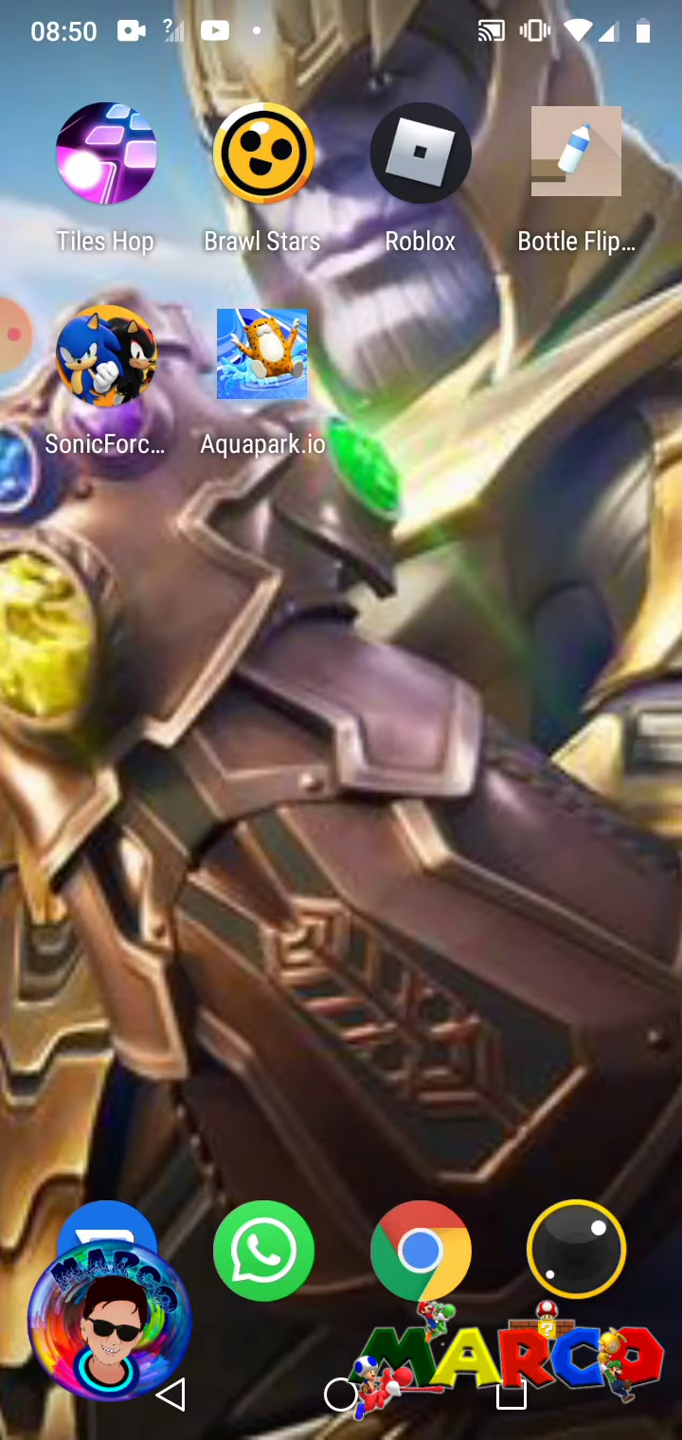 08:50
Tiles Hop
Brawl Stars
Roblox
Bottle Flip...
SonicForc...
Aquapark.io
MARCO
MARCO